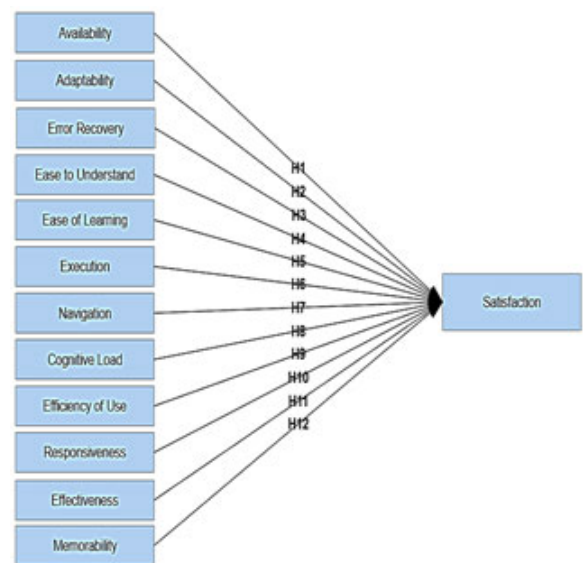 Availability
Adaptability
Error Recovery
Ease to Understand
Ease of Learning
Execution
Navigation
Cognitive Load
Efficiency of Use
Responsiveness
Effectiveness
Memorability
H1
H2
H3
H4
H5
H6
H7
H8
H9
H10
H11
H12
Satisfaction